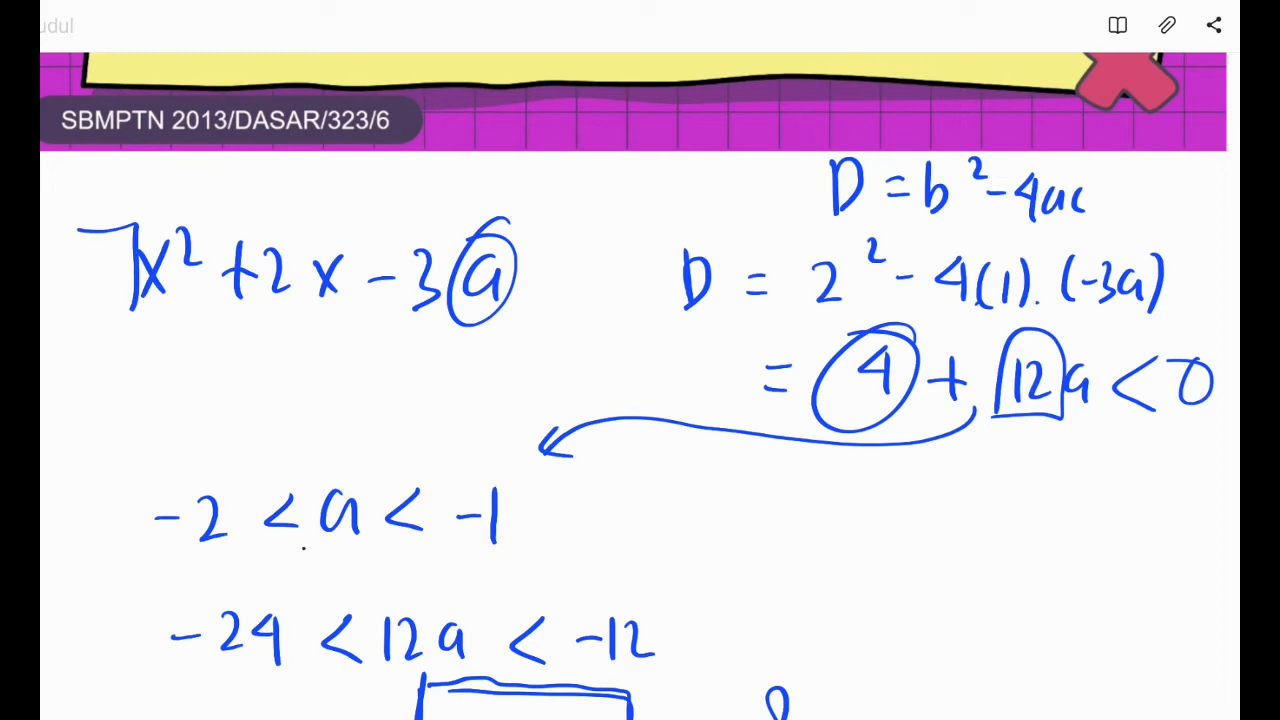 udul
SBMPTN 2013/DASAR/323/6
D = b² - 4ac
x² + 2x - 3a
D = 2² - 4(1). (-3a)
= 4 + 12a < 0
-2 < a < -1
-24 < 12a < -12